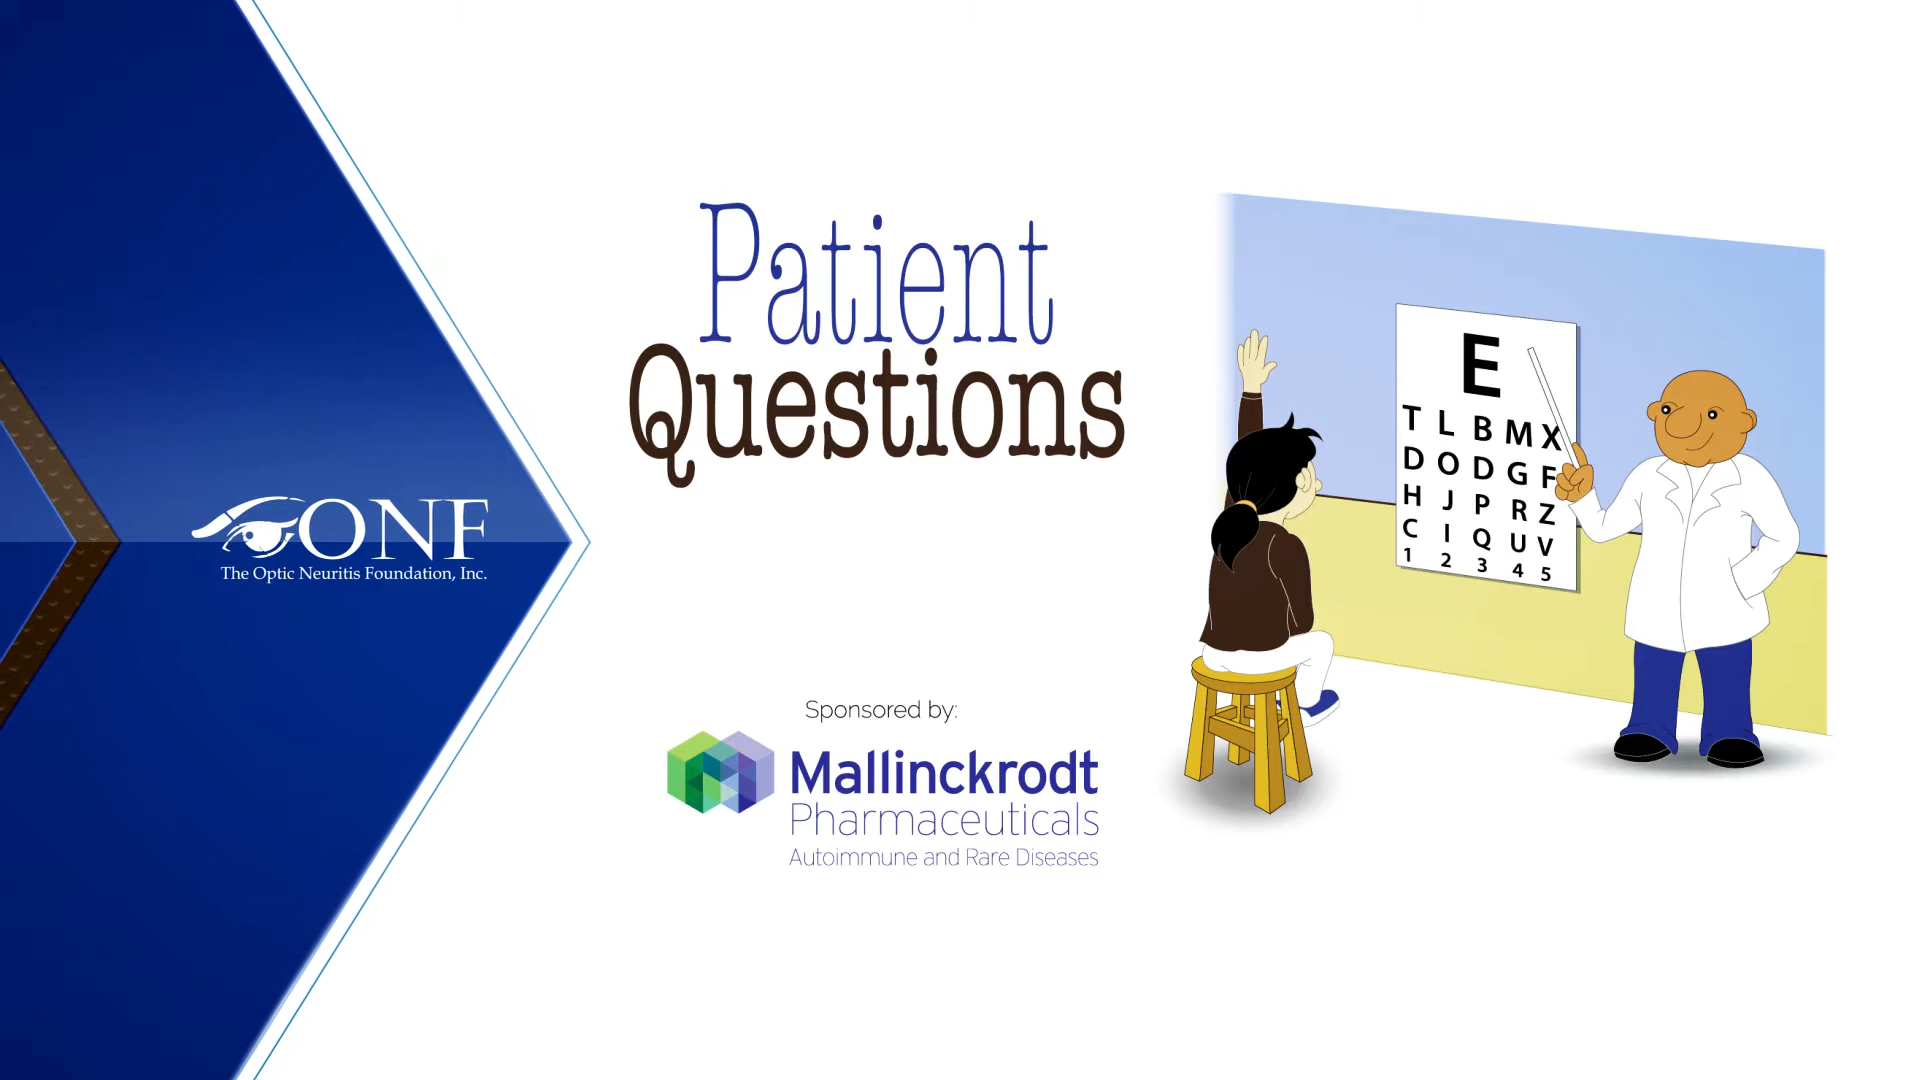 ONF
The Optic Neuritis Foundation, Inc.
Patient
Questions
Sponsored by:
Mallinckrodt
Pharmaceuticals
Autoimmune and Rare Diseases
E
T L B M X
D O D G F
H J P R Z
C I Q U V
1 2 3 4 5